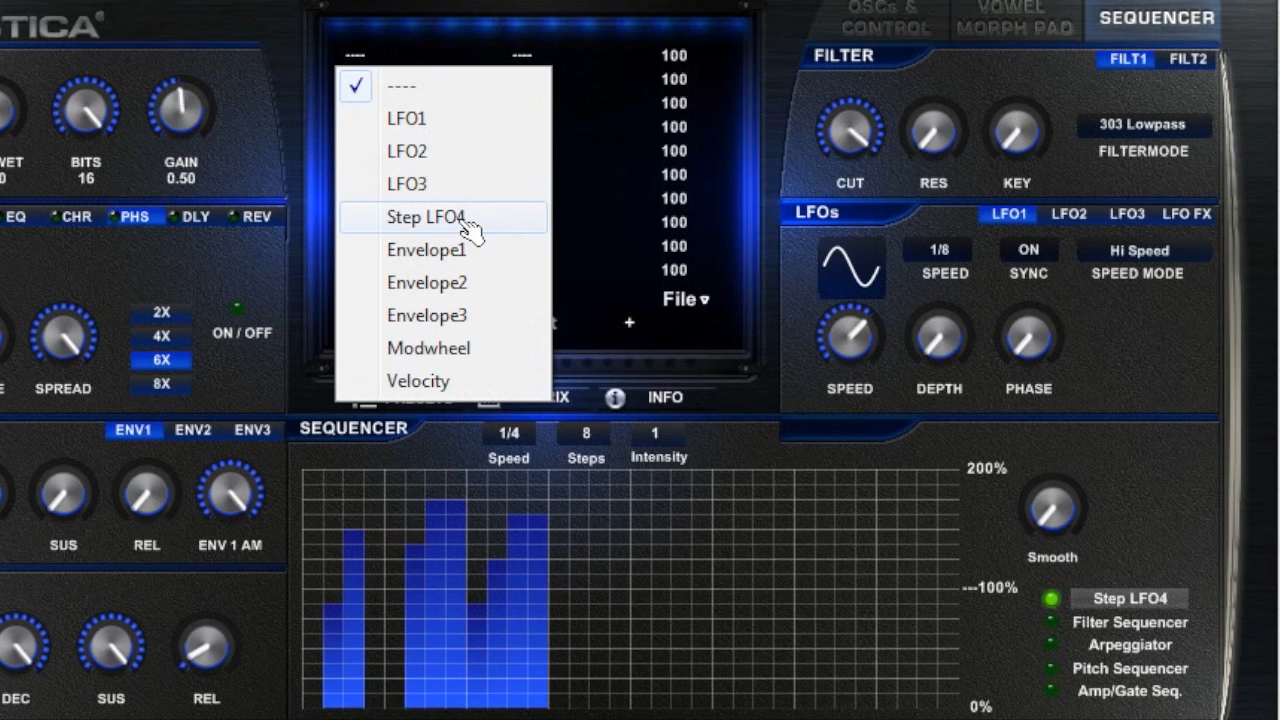 TICA
OSCs & CONTROL
VOWEL MORPH PAD
SEQUENCER
---- ---- 100
100
100
100
100
100
100
100
100
100
File
+
----
LFO1
LFO2
LFO3
Step LFO4
Envelope1
Envelope2
Envelope3
Modwheel
Velocity
IX
INFO
WET BITS GAIN
0 16 0.50
EQ CHR PHS DLY REV
2X
4X
6X
8X
ON / OFF
SPREAD
FILTER FILT1 FILT2
303 Lowpass
FILTERMODE
CUT RES KEY
LFOs LFO1 LFO2 LFO3 LFO FX
1/8 ON Hi Speed
SPEED SYNC SPEED MODE
SPEED DEPTH PHASE
ENV1 ENV2 ENV3
SUS REL ENV 1 AM
DEC SUS REL
SEQUENCER 1/4 8 1
Speed Steps Intensity
200%
---100%
0%
Smooth
Step LFO4
Filter Sequencer
Arpeggiator
Pitch Sequencer
Amp/Gate Seq.